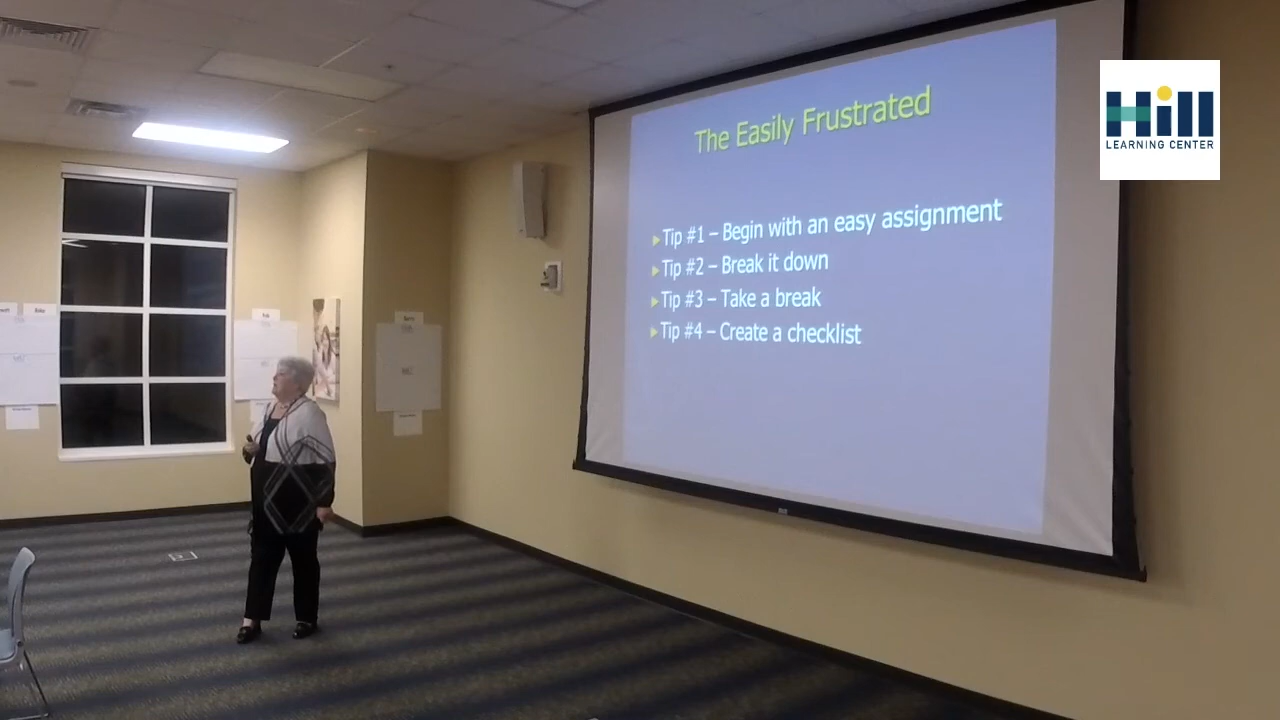 The Easily Frustrated
Tip #1 – Begin with an easy assignment
Tip #2 – Break it down
Tip #3 – Take a break
Tip #4 – Create a checklist
Hill
LEARNING CENTER